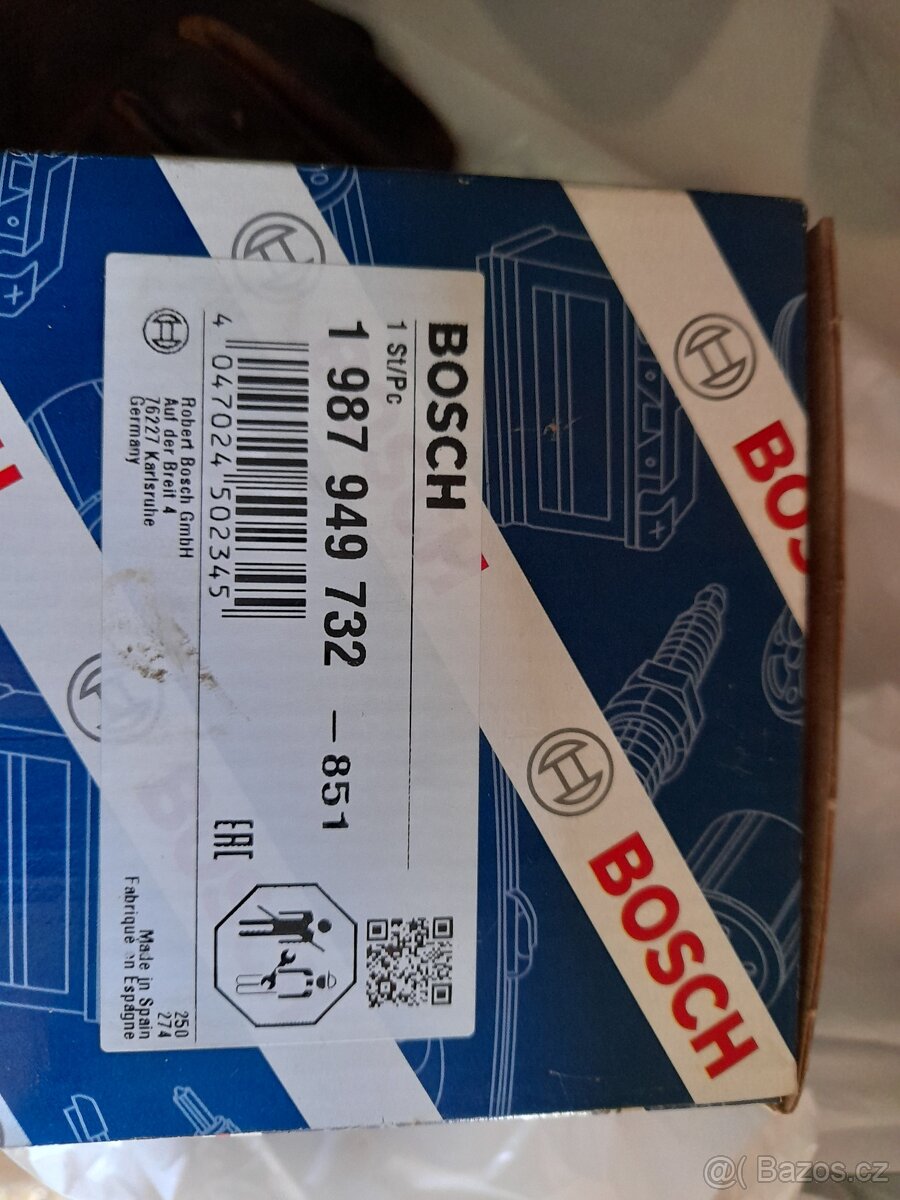 BOSCH
1 St/Pc
1 987 949 732 - 851
4 047024 502345
EAC
Robert Bosch GmbH
Auf der Breit 4
76227 Karlsruhe
Germany
250
274
Made in Spain
Fabriqué en Espagne
BOSCH
BOSCH
@( Bazos.cz